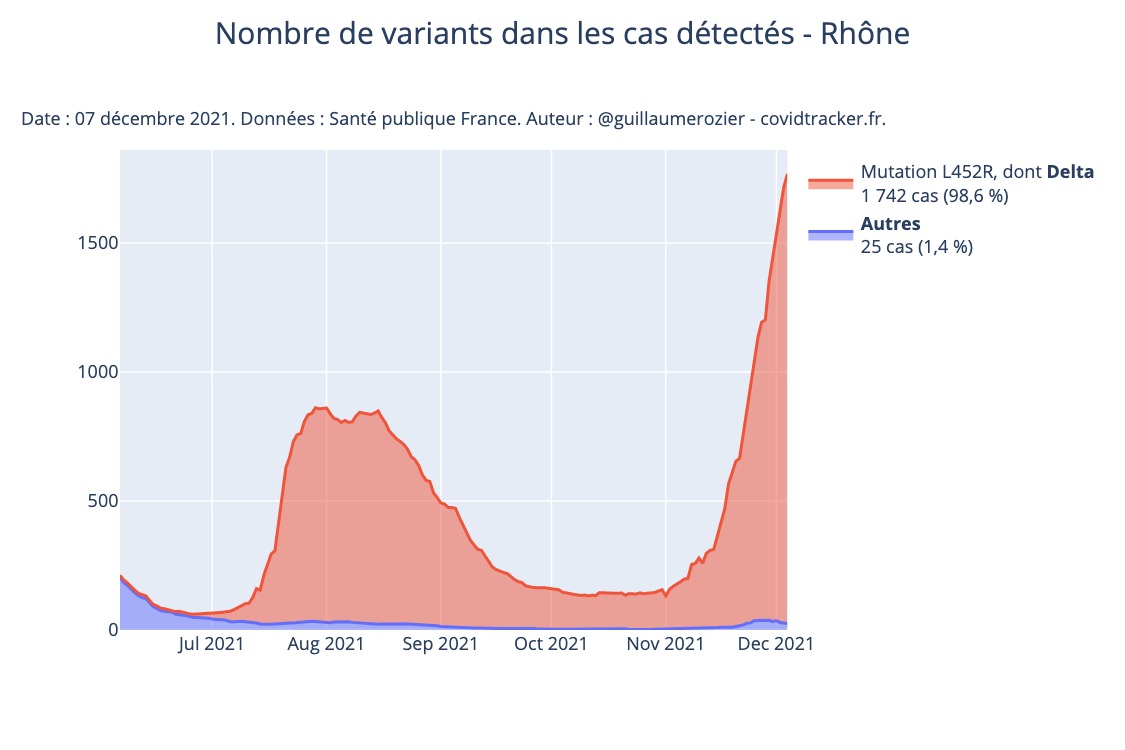 Nombre de variants dans les cas détectés - Rhône
Date : 07 décembre 2021. Données : Santé publique France. Auteur : @guillaumerozier - covidtracker.fr.
Mutation L452R, dont Delta
1 742 cas (98,6 %)
Autres
25 cas (1,4 %)
1500
1000
500
0
Jul 2021 Aug 2021 Sep 2021 Oct 2021 Nov 2021 Dec 2021